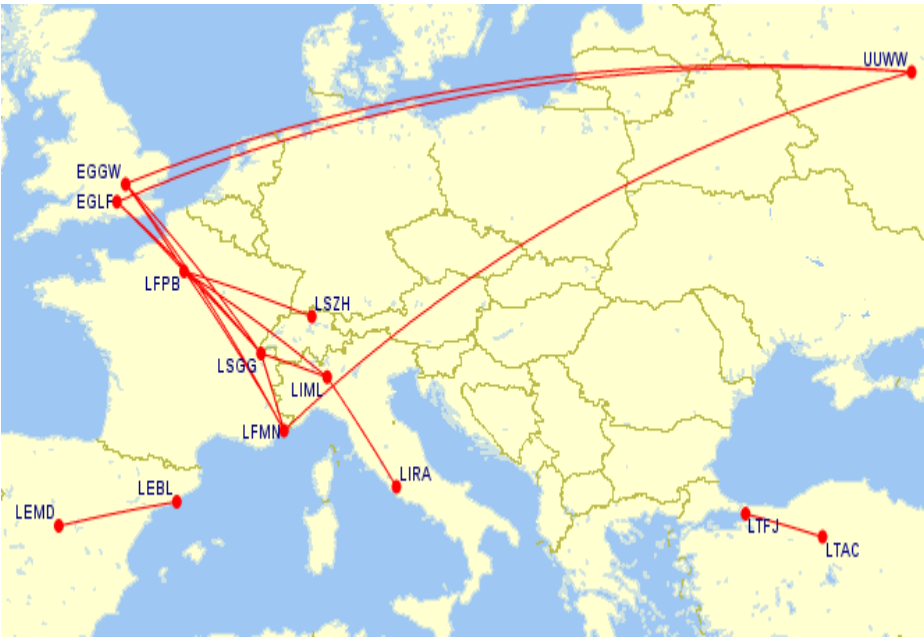 UUWW
EGGW
EGLF
LFPB
LSZH
LSGG
LIML
LFMN
LIRA
LEBL
LEMD
LTFJ
LTAC